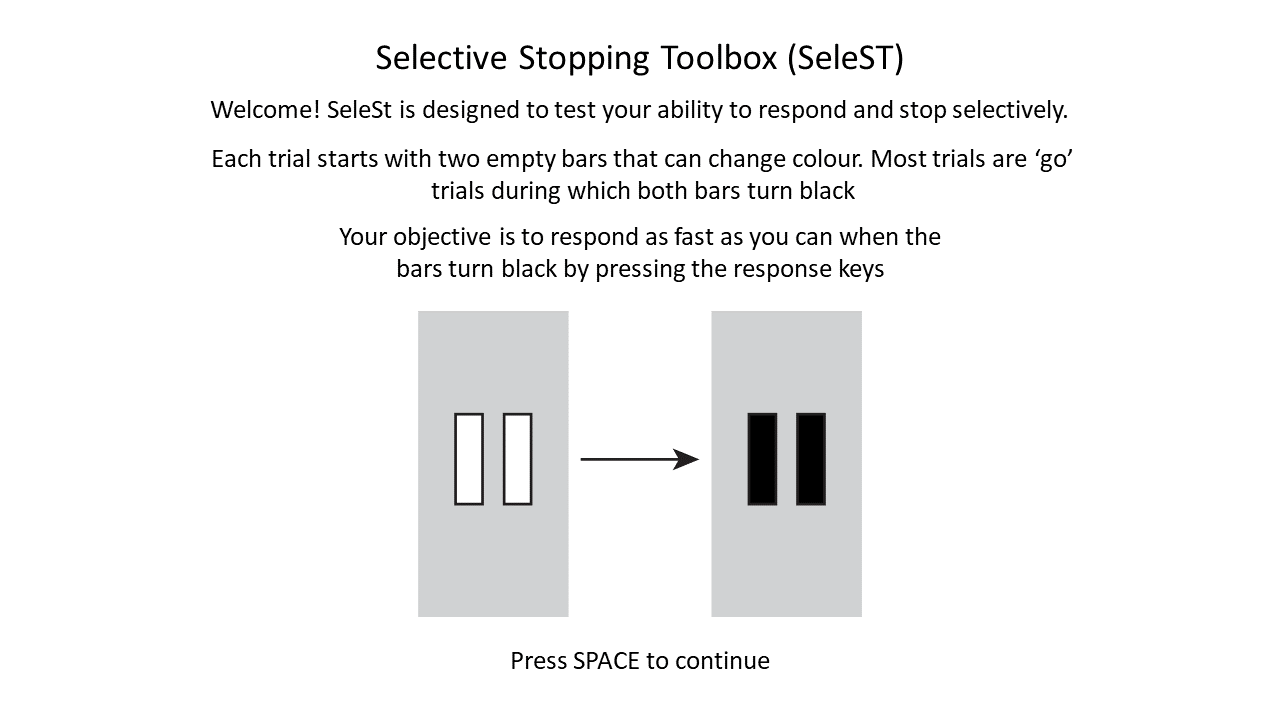 Selective Stopping Toolbox (SeleST)
Welcome! SeleSt is designed to test your ability to respond and stop selectively.
Each trial starts with two empty bars that can change colour. Most trials are ‘go’
trials during which both bars turn black
Your objective is to respond as fast as you can when the
bars turn black by pressing the response keys
Press SPACE to continue